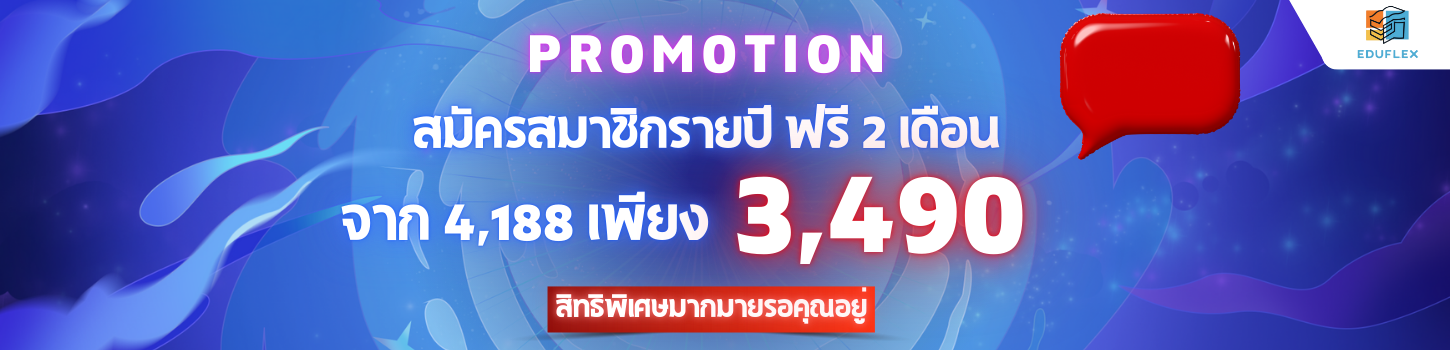 PROMOTION
EDUFLEX
สมัครสมาชิกรายปี ฟรี 2 เดือน
จาก 4,188 เพียง 3,490
สิทธิพิเศษมากมายรอคุณอยู่